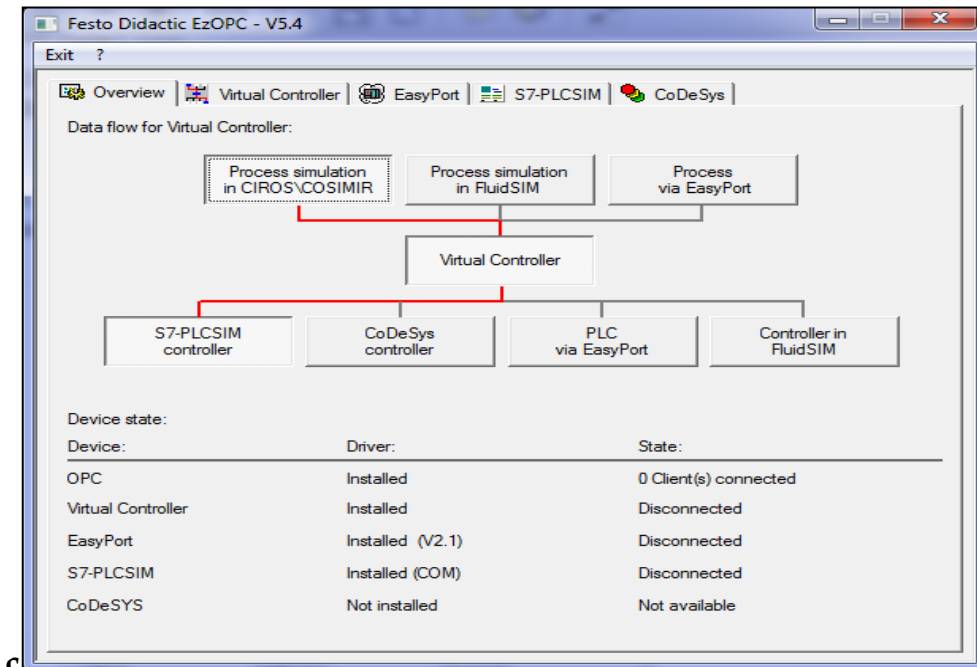 Festo Didactic EzOPC - V5.4
Exit ?
Overview Virtual Controller EasyPort S7-PLCSIM CoDeSys
Data flow for Virtual Controller:
Process simulation
in CIROS\COSIMIR
Process simulation
in FluidSIM
Process
via EasyPort
Virtual Controller
S7-PLCSIM
controller
CoDeSys
controller
PLC
via EasyPort
Controller in
FluidSIM
Device state:
Device: Driver: State:
OPC Installed 0 Client(s) connected
Virtual Controller Installed Disconnected
EasyPort Installed (V2.1) Disconnected
S7-PLCSIM Installed (COM) Disconnected
CoDeSYS Not installed Not available